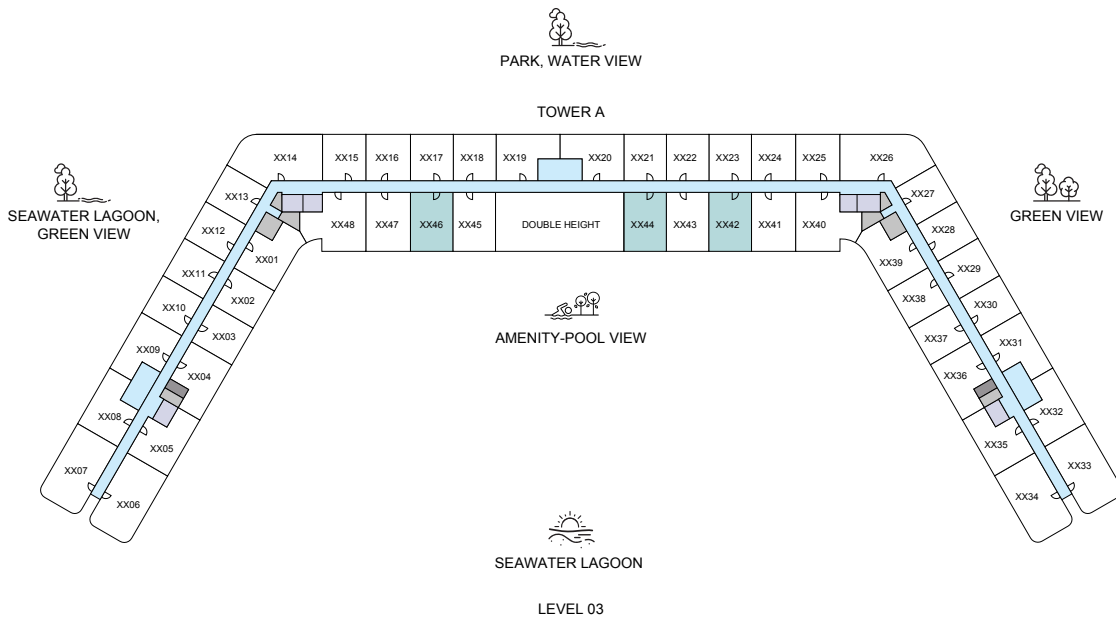 PARK, WATER VIEW
TOWER A
XX14 XX15 XX16 XX17 XX18 XX19 XX20 XX21 XX22 XX23 XX24 XX25 XX26
XX13
XX27
SEAWATER LAGOON,
GREEN VIEW
GREEN VIEW
XX48 XX47 XX46 XX45 DOUBLE HEIGHT XX44 XX43 XX42 XX41 XX40
XX12
XX28
XX01
XX39
XX11
XX29
XX02
XX38
XX10
XX30
XX03
XX37
AMENITY-POOL VIEW
XX09
XX31
XX04
XX36
XX08
XX32
XX05
XX35
XX07
XX33
XX06
XX34
SEAWATER LAGOON
LEVEL 03